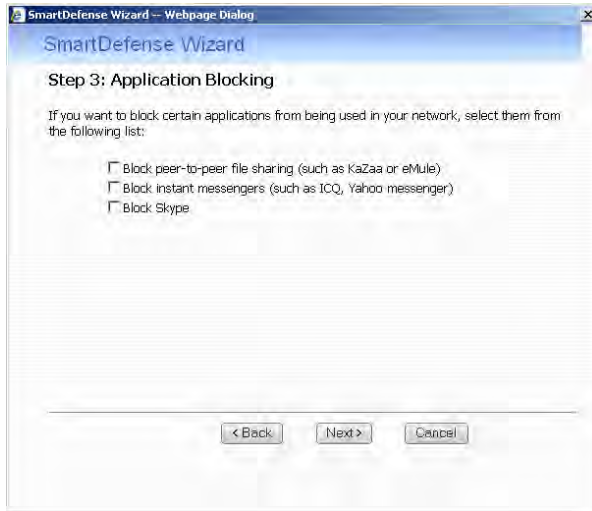 SmartDefense Wizard -- Webpage Dialog
SmartDefense Wizard
Step 3: Application Blocking
If you want to block certain applications from being used in your network, select them from
the following list:
Block peer-to-peer file sharing (such as KaZaa or eMule)
Block instant messengers (such as ICQ, Yahoo messenger)
Block Skype
< Back
Next >
Cancel